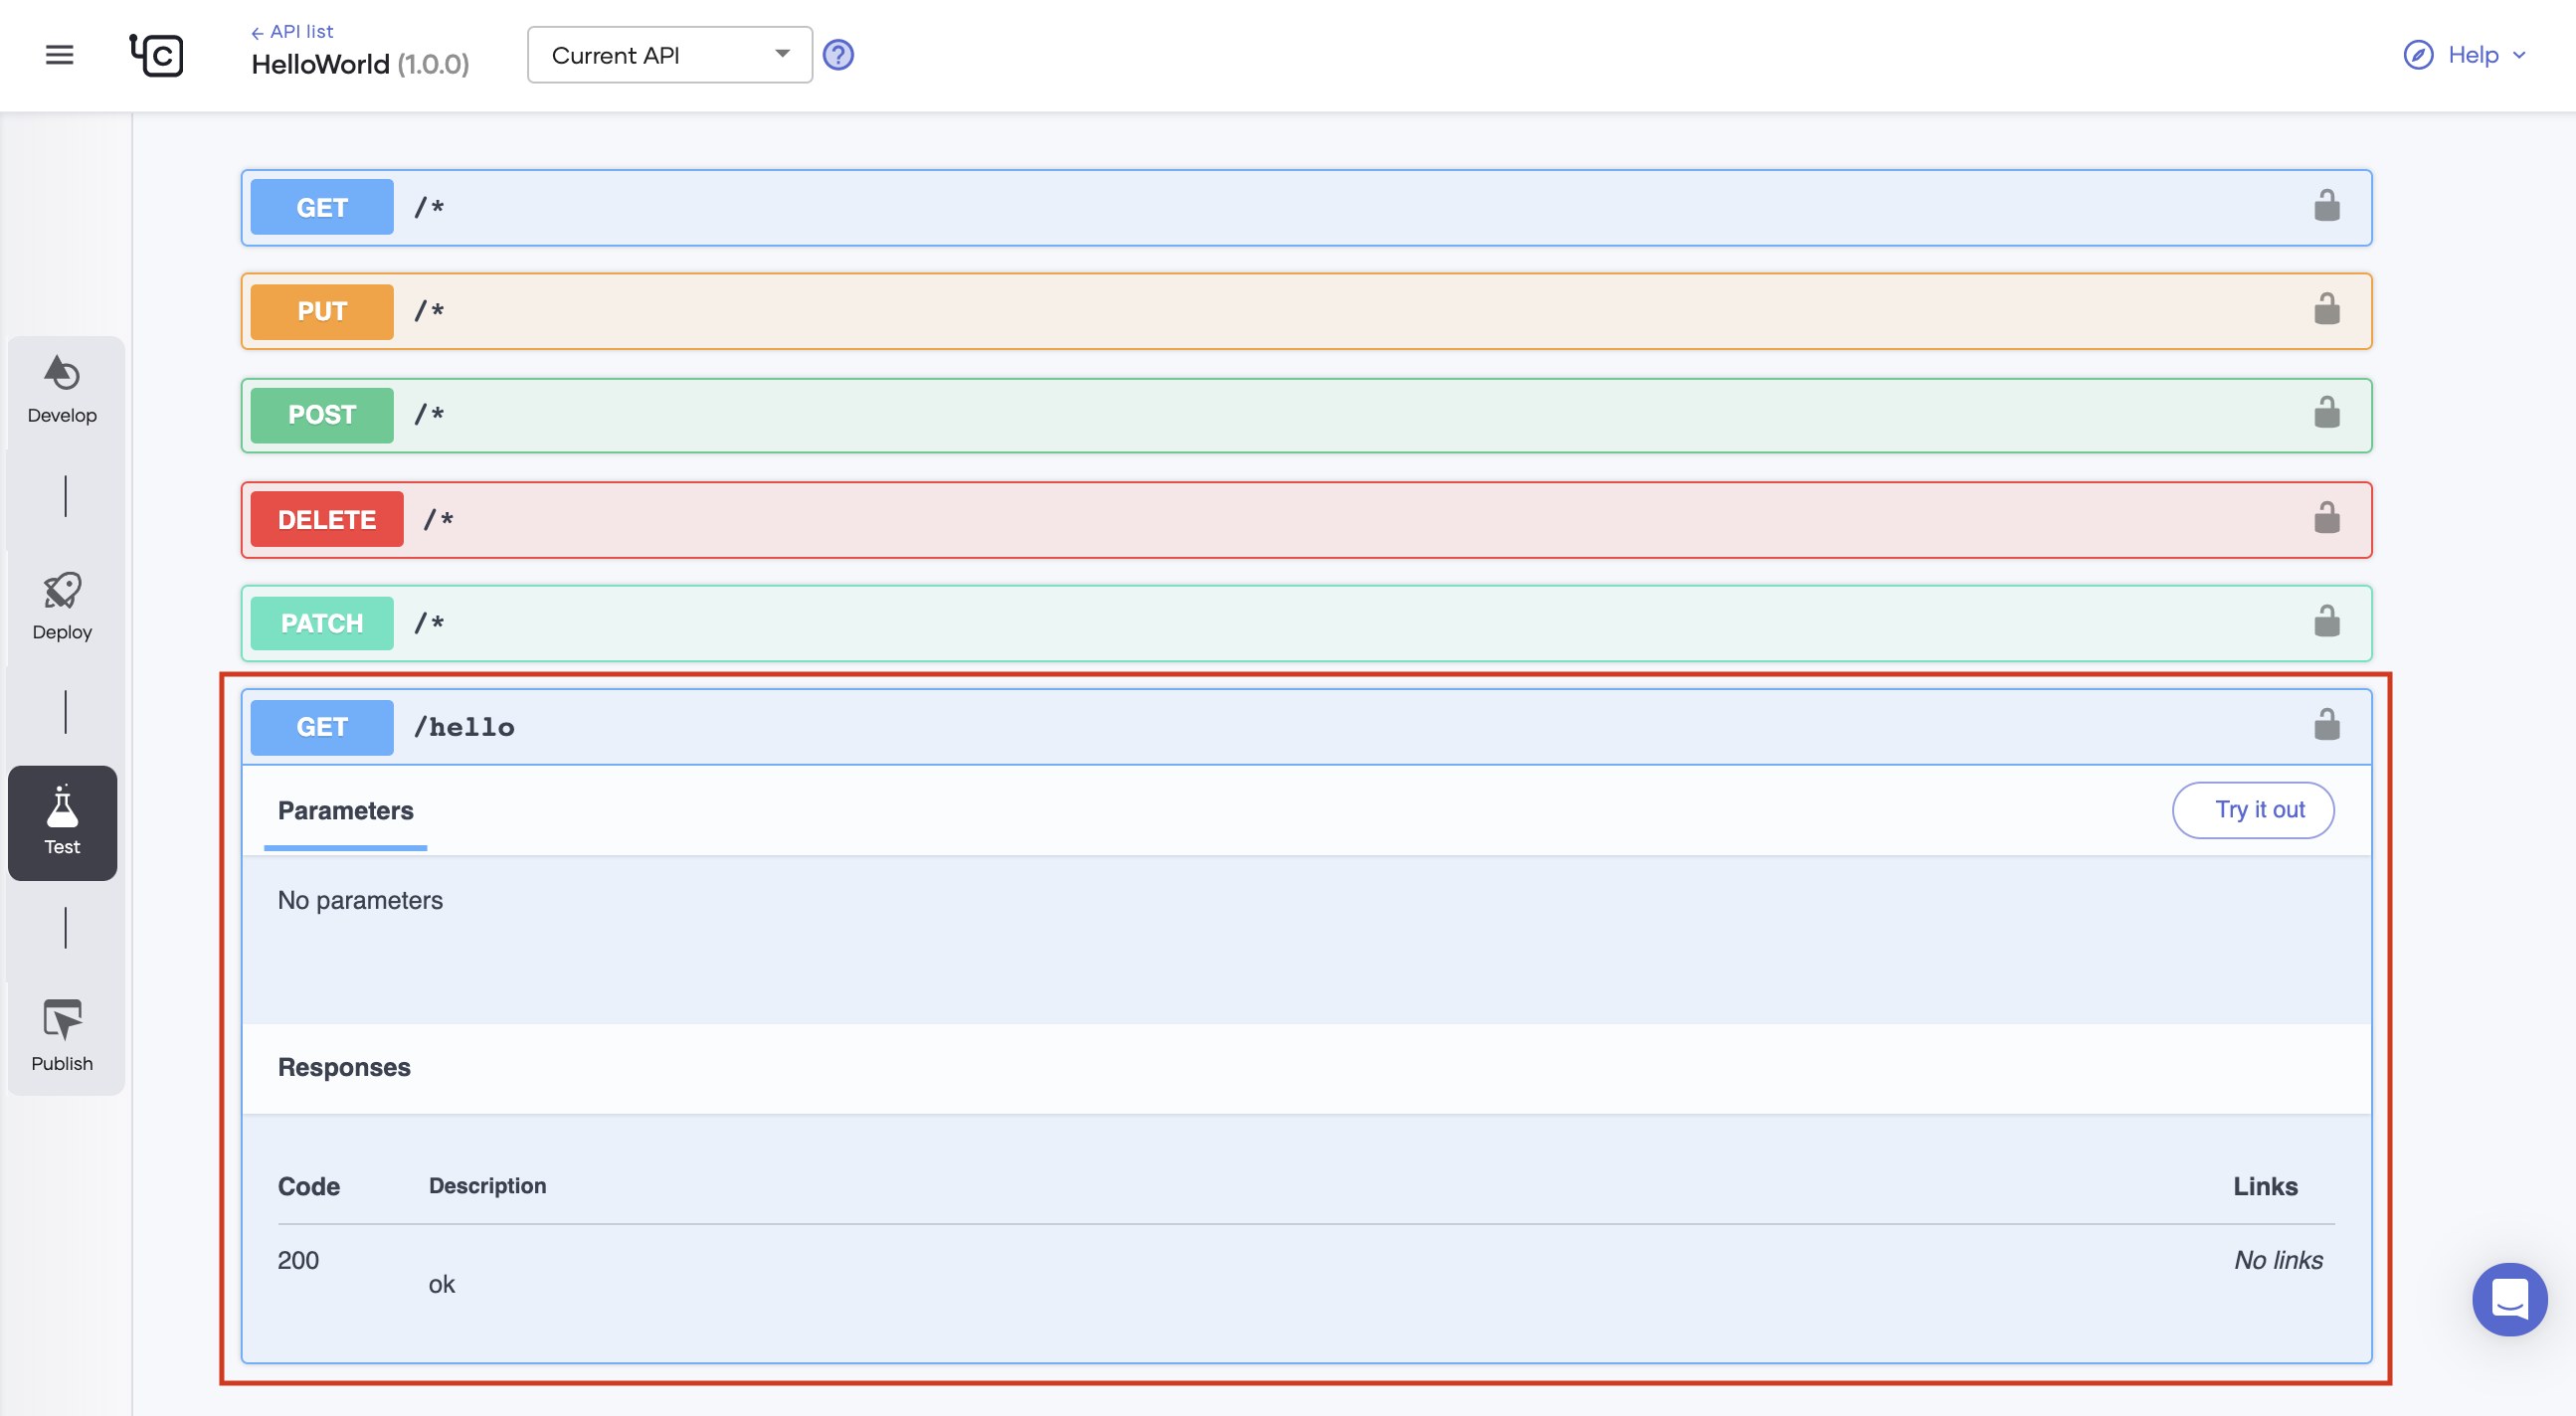 ← API list
HelloWorld (1.0.0)
Current API
?
Help
GET /*
PUT /*
POST /*
DELETE /*
PATCH /*
GET /hello
Parameters
Try it out
No parameters
Responses
Code Description Links
200 No links
ok
Develop
Deploy
Test
Publish